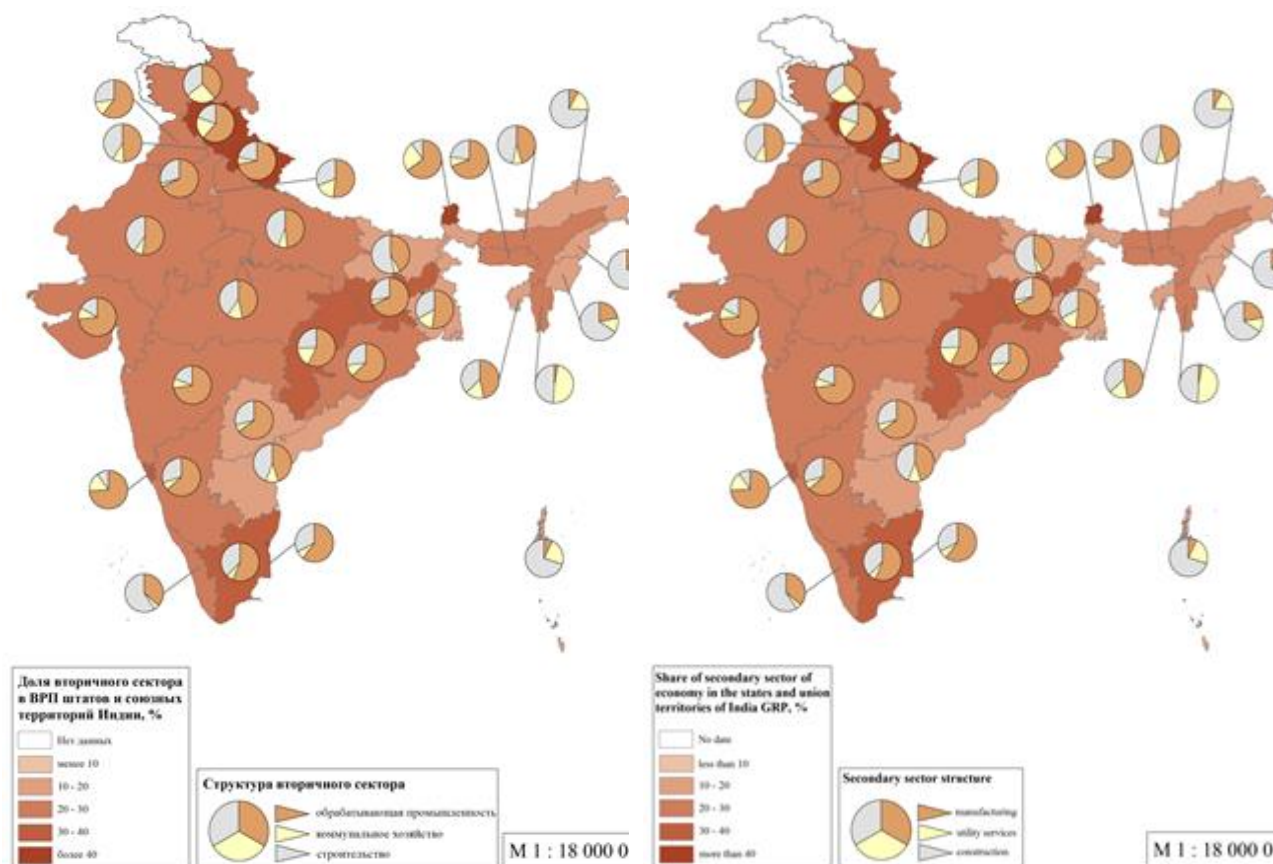 Доля вторичного сектора
в ВРП штатов и союзных
территорий Индии, %
Нет данных
менее 10
10 - 20
20 - 30
30 - 40
более 40
Структура вторичного сектора
обрабатывающая промышленность
коммунальное хозяйство
строительство
М 1 : 18 000 0
Share of secondary sector of
economy in the states and union
territories of India GRP, %
No date
less than 10
10 - 20
20 - 30
30 - 40
more than 40
Secondary sector structure
manufacturing
utility services
construction
М 1 : 18 000 0